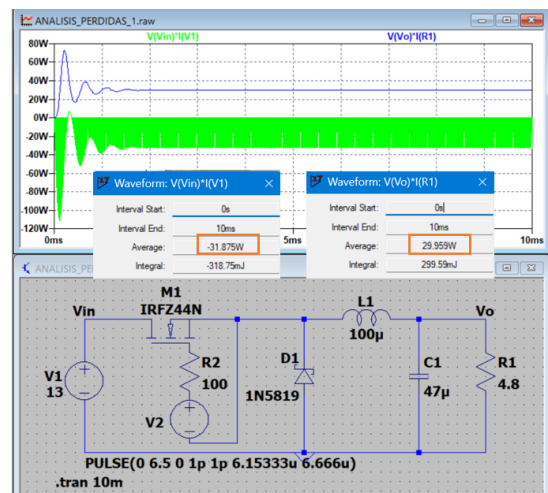 ANALISIS_PERDIDAS_1.raw
V(Vin)*I(V1) V(Vo)*I(R1)
80W
60W
40W
20W
0W
-20W
-40W
-60W
-80W
-100W
-120W
0ms 5ms 10ms
Waveform: V(Vin)*I(V1)
Interval Start: 0s
Interval End: 10ms
Average: -31.875W
Integral: -318.75mJ
Waveform: V(Vo)*I(R1)
Interval Start: 0s
Interval End: 10ms
Average: 29.959W
Integral: 299.59mJ
ANALISIS_PE
Vin
M1
IRFZ44N
L1
100µ
Vo
R2
100
D1
1N5819
C1
47µ
R1
4.8
V1
13
V2
PULSE(0 6.5 0 1p 1p 6.15333u 6.666u)
.tran 10m